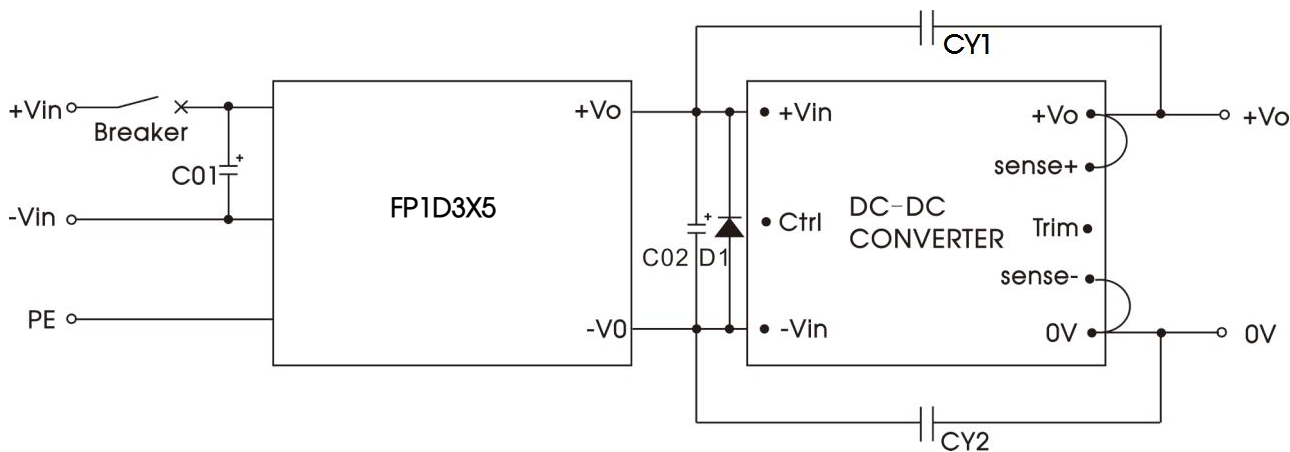 CY1
+Vin
Breaker
+Vo
+Vin
+Vo
+Vo
C01
+
sense+
-Vin
FP1D3X5
+
Ctrl
DC-DC
CONVERTER
Trim
C02
D1
sense-
PE
-V0
-Vin
0V
0V
CY2